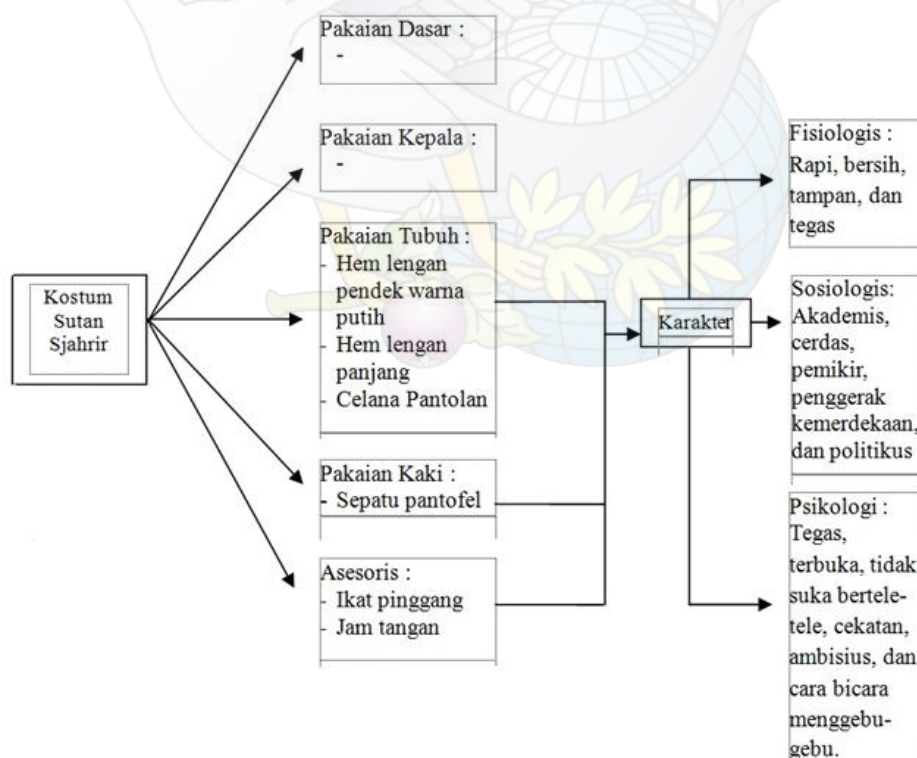 Kostum
Sutan
Sjahrir
Pakaian Dasar :
-
Pakaian Kepala :
-
Pakaian Tubuh :
- Hem lengan
pendek warna
putih
- Hem lengan
panjang
- Celana Pantolan
Pakaian Kaki :
- Sepatu pantofel
Asesoris :
- Ikat pinggang
- Jam tangan
Karakter
Fisiologis :
Rapi, bersih,
tampan, dan
tegas
Sosiologis:
Akademis,
cerdas,
pemikir,
penggerak
kemerdekaan,
dan politikus
Psikologi :
Tegas,
terbuka, tidak
suka bertele-
tele, cekatan,
ambisius, dan
cara bicara
menggebu-
gebu.